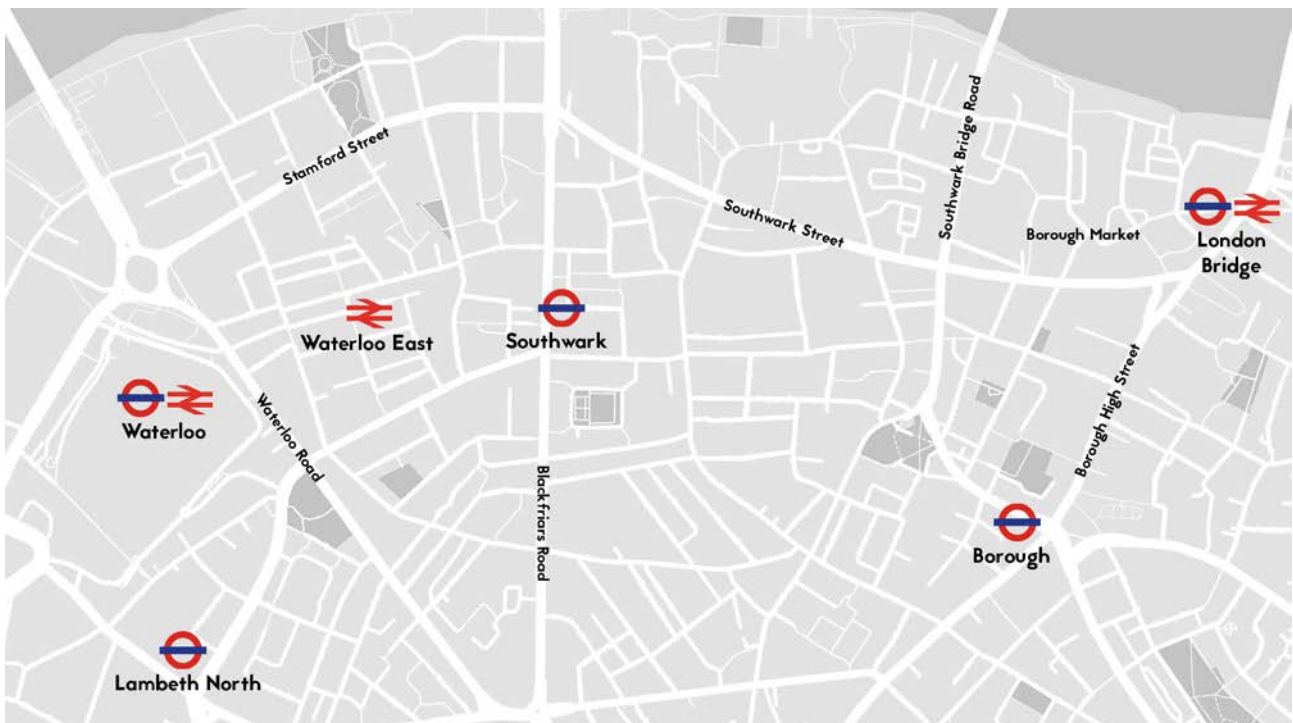 Stamford Street
Southwark Bridge Road
Southwark Street
Borough Market
London
Bridge
Waterloo East
Southwark
Waterloo
Waterloo Road
Borough High Street
Blackfriars Road
Borough
Lambeth North